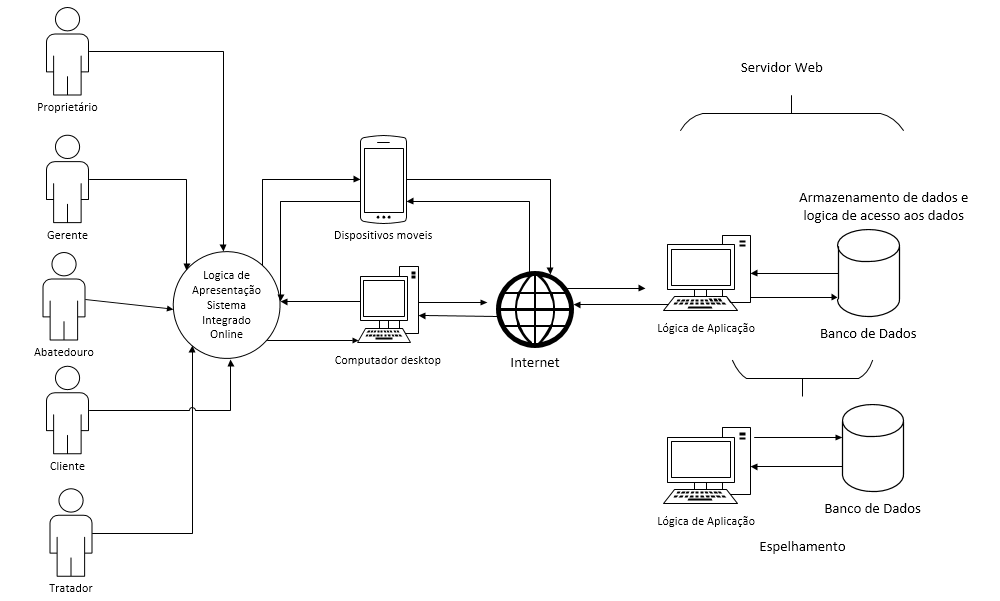 Proprietário
Gerente
Abatedouro
Cliente
Tratador
Logica de
Apresentação
Sistema
Integrado
Online
Dispositivos moveis
Computador desktop
Internet
Servidor Web
Armazenamento de dados e
logica de acesso aos dados
Lógica de Aplicação
Banco de Dados
Lógica de Aplicação
Banco de Dados
Espelhamento